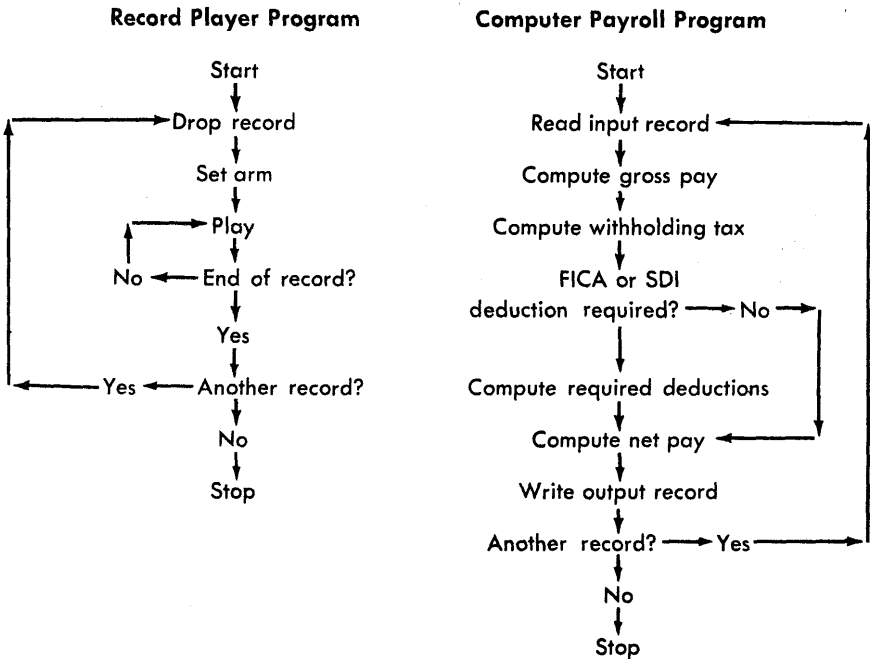 Record Player Program
Start
Drop record
Set arm
Play
No
End of record?
Yes
Yes
Another record?
No
Stop
Computer Payroll Program
Start
Read input record
Compute gross pay
Compute withholding tax
FICA or SDI
deduction required?
No
Compute required deductions
Compute net pay
Write output record
Another record?
Yes
No
Stop